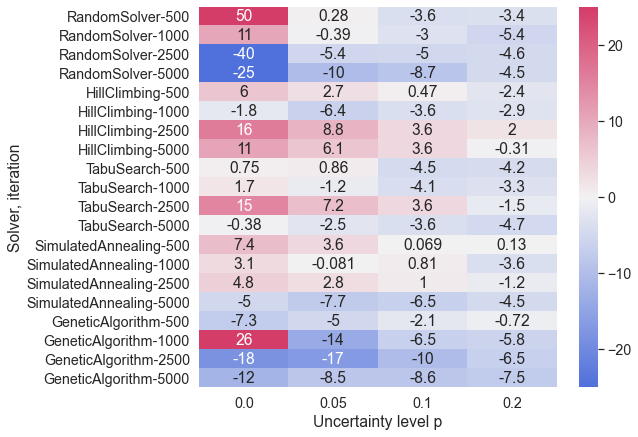 RandomSolver-500 50 0.28 -3.6 -3.4
RandomSolver-1000 11 -0.39 -3 -5.4
RandomSolver-2500 -40 -5.4 -5 -4.6
RandomSolver-5000 -25 -10 -8.7 -4.5
HillClimbing-500 6 2.7 0.47 -2.4
HillClimbing-1000 -1.8 -6.4 -3.6 -2.9
HillClimbing-2500 16 8.8 3.6 2
HillClimbing-5000 11 6.1 3.6 -0.31
TabuSearch-500 0.75 0.86 -4.5 -4.2
TabuSearch-1000 1.7 -1.2 -4.1 -3.3
TabuSearch-2500 15 7.2 3.6 -1.5
TabuSearch-5000 -0.38 -2.5 -3.6 -4.7
SimulatedAnnealing-500 7.4 3.6 0.069 0.13
SimulatedAnnealing-1000 3.1 -0.081 0.81 -3.6
SimulatedAnnealing-2500 4.8 2.8 1 -1.2
SimulatedAnnealing-5000 -5 -7.7 -6.5 -4.5
GeneticAlgorithm-500 -7.3 -5 -2.1 -0.72
GeneticAlgorithm-1000 26 -14 -6.5 -5.8
GeneticAlgorithm-2500 -18 -17 -10 -6.5
GeneticAlgorithm-5000 -12 -8.5 -8.6 -7.5
0.0 0.05 0.1 0.2
Uncertainty level p
Solver, iteration
20
10
0
−10
−20